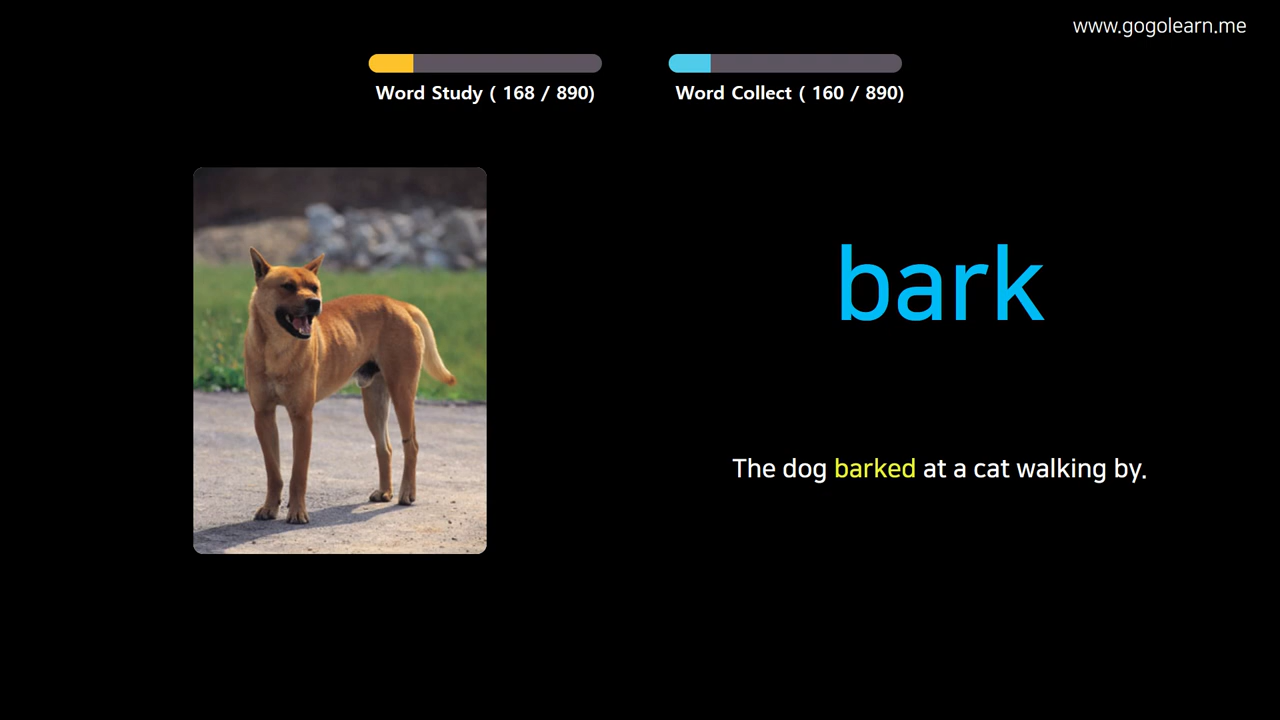 www.gogolearn.me
Word Study ( 168 / 890)
Word Collect ( 160 / 890)
bark
The dog barked at a cat walking by.